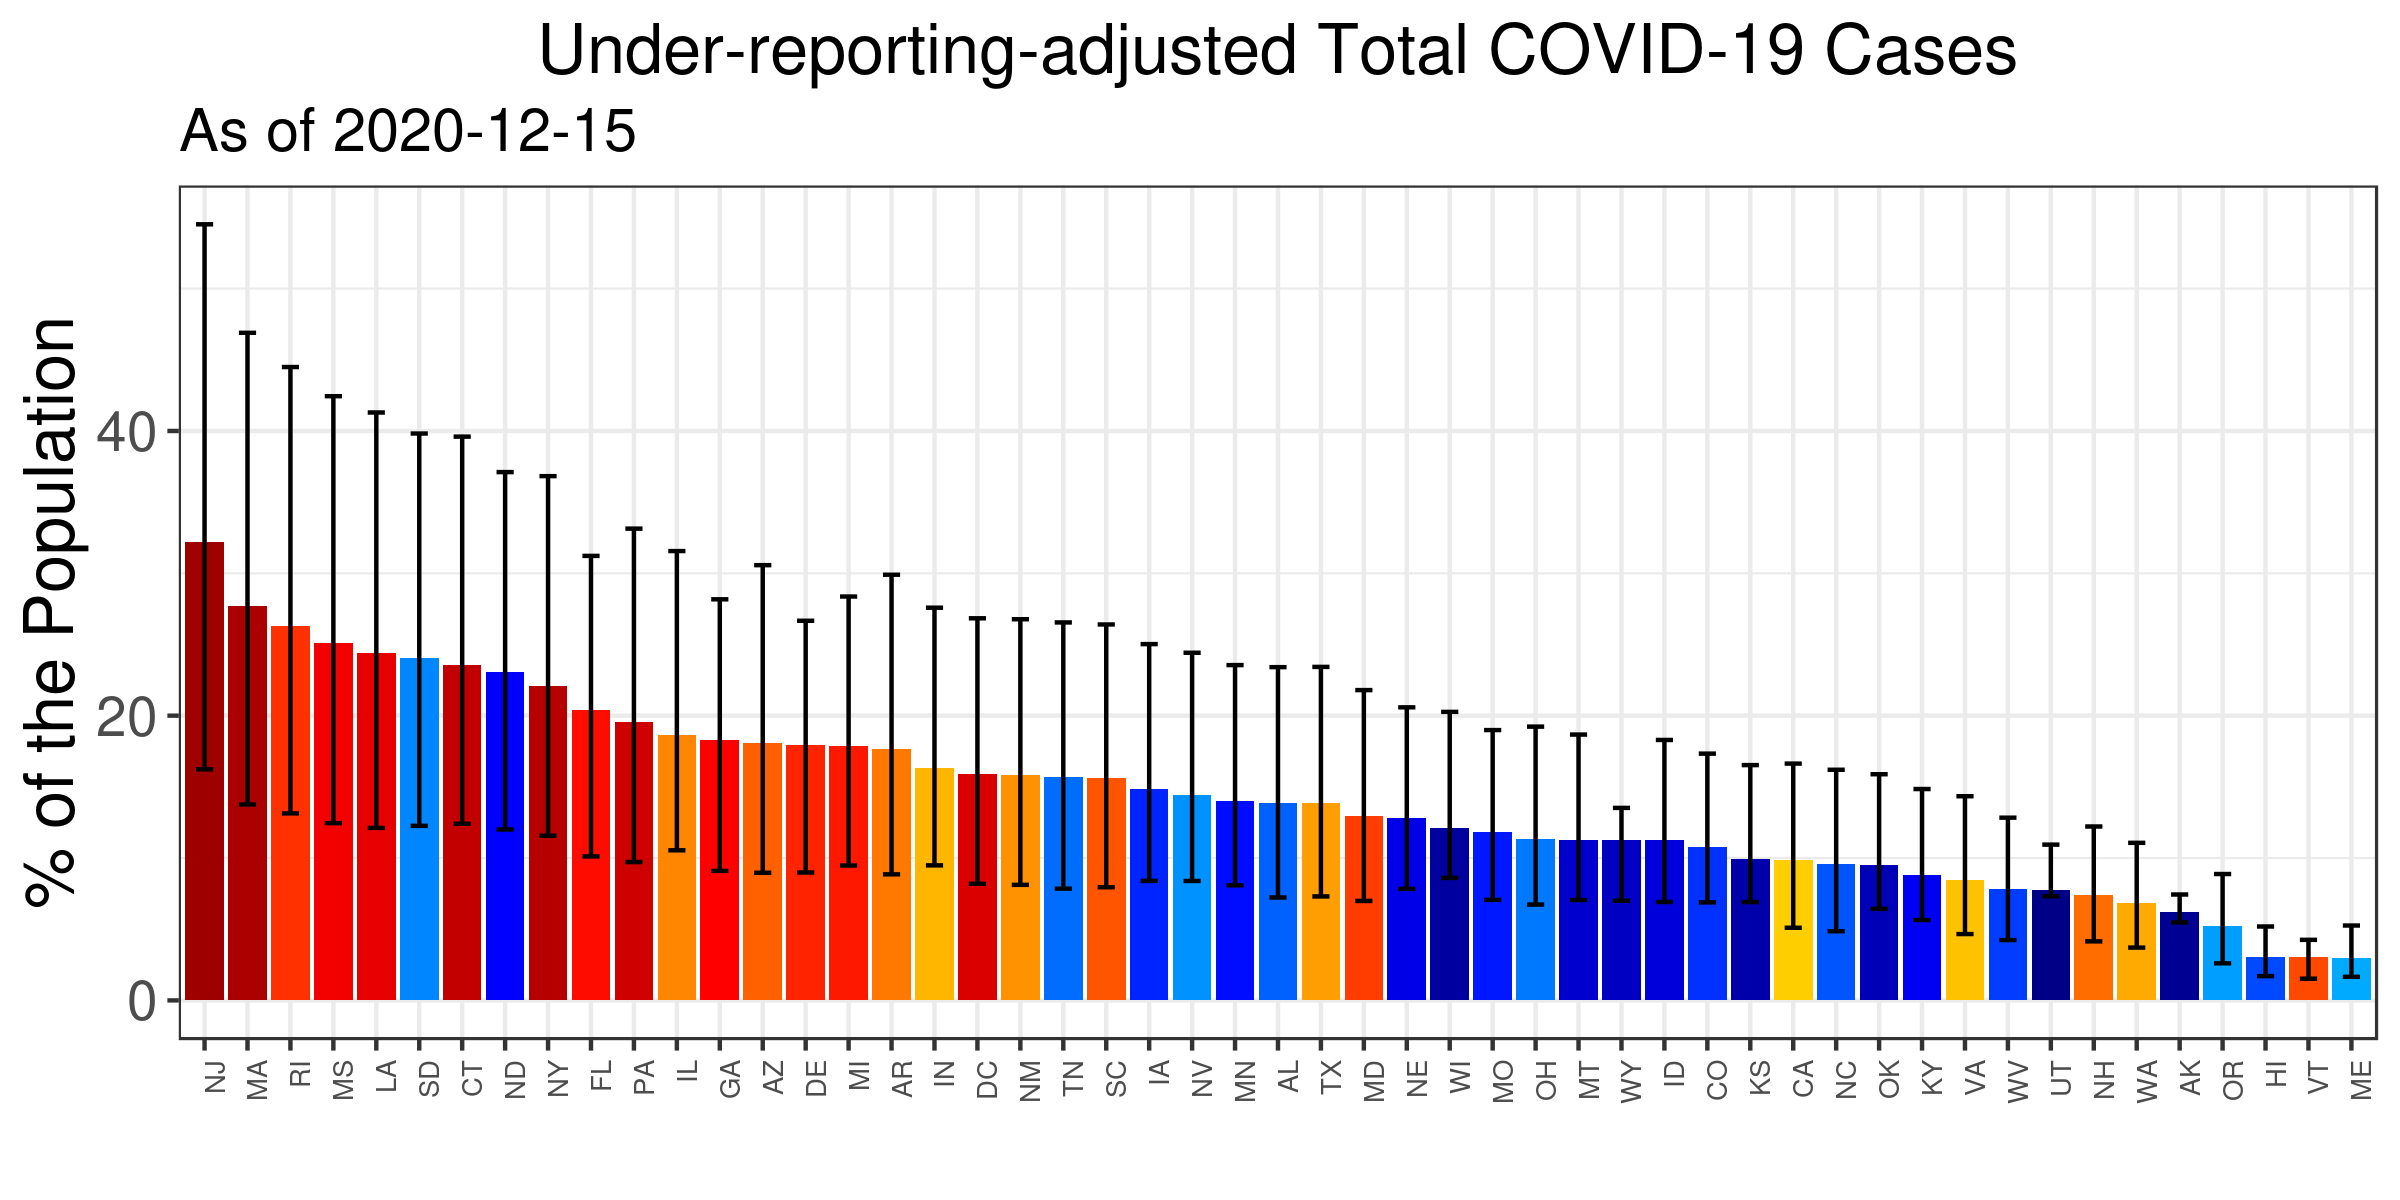 Under-reporting-adjusted Total COVID-19 Cases
As of 2020-12-15
% of the Population
40
20
0
NJ MA RI MS LA SD CT ND NY FL PA IL GA AZ DE MI AR IN DC NM TN SC IA NV MN AL TX MD NE WI MO OH MT WY ID CO KS CA NC OK KY VA WV UT NH WA AK OR HI VT ME